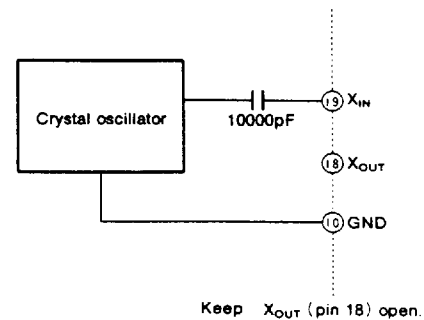 Crystal oscillator
10000pF
19 XIN
18 XOUT
10 GND
Keep XOUT (pin 18) open.